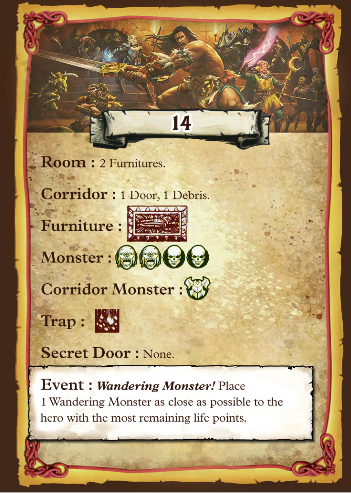 14
Room : 2 Furnitures.
Corridor : 1 Door, 1 Debris.
Furniture :
Monster :
Corridor Monster :
Trap :
Secret Door : None.
Event : Wandering Monster! Place
1 Wandering Monster as close as possible to the
hero with the most remaining life points.